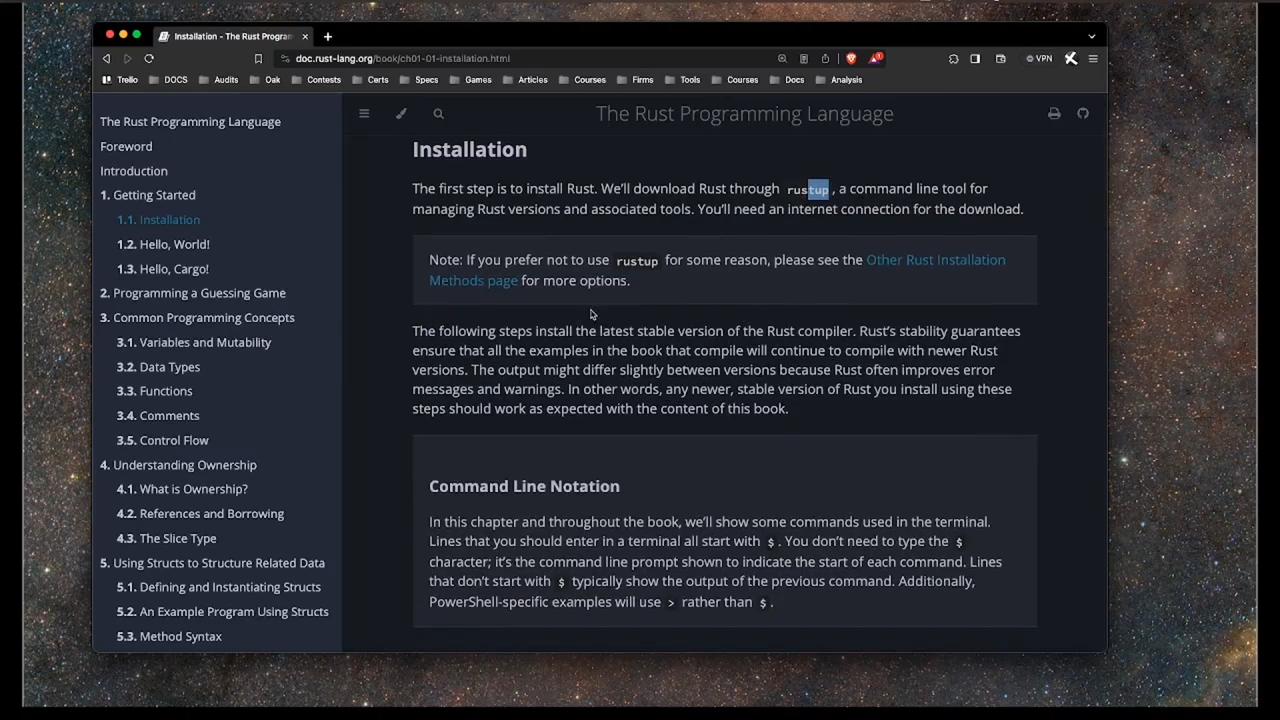 Installation - The Rust Program
doc.rust-lang.org/book/ch01-01-installation.html
VPN
Trello DOCS Audits Oak Contests Certs Specs Games Articles Courses Firms Tools Courses Docs Analysis
The Rust Programming Language
The Rust Programming Language
Foreword
Introduction
1. Getting Started
1.1. Installation
1.2. Hello, World!
1.3. Hello, Cargo!
2. Programming a Guessing Game
3. Common Programming Concepts
3.1. Variables and Mutability
3.2. Data Types
3.3. Functions
3.4. Comments
3.5. Control Flow
4. Understanding Ownership
4.1. What is Ownership?
4.2. References and Borrowing
4.3. The Slice Type
5. Using Structs to Structure Related Data
5.1. Defining and Instantiating Structs
5.2. An Example Program Using Structs
5.3. Method Syntax
Installation
The first step is to install Rust. We’ll download Rust through rustup, a command line tool for
managing Rust versions and associated tools. You’ll need an internet connection for the download.
Note: If you prefer not to use rustup for some reason, please see the Other Rust Installation
Methods page for more options.
The following steps install the latest stable version of the Rust compiler. Rust’s stability guarantees
ensure that all the examples in the book that compile will continue to compile with newer Rust
versions. The output might differ slightly between versions because Rust often improves error
messages and warnings. In other words, any newer, stable version of Rust you install using these
steps should work as expected with the content of this book.
Command Line Notation
In this chapter and throughout the book, we’ll show some commands used in the terminal.
Lines that you should enter in a terminal all start with $. You don’t need to type the $
character; it’s the command line prompt shown to indicate the start of each command. Lines
that don’t start with $ typically show the output of the previous command. Additionally,
PowerShell-specific examples will use > rather than $.